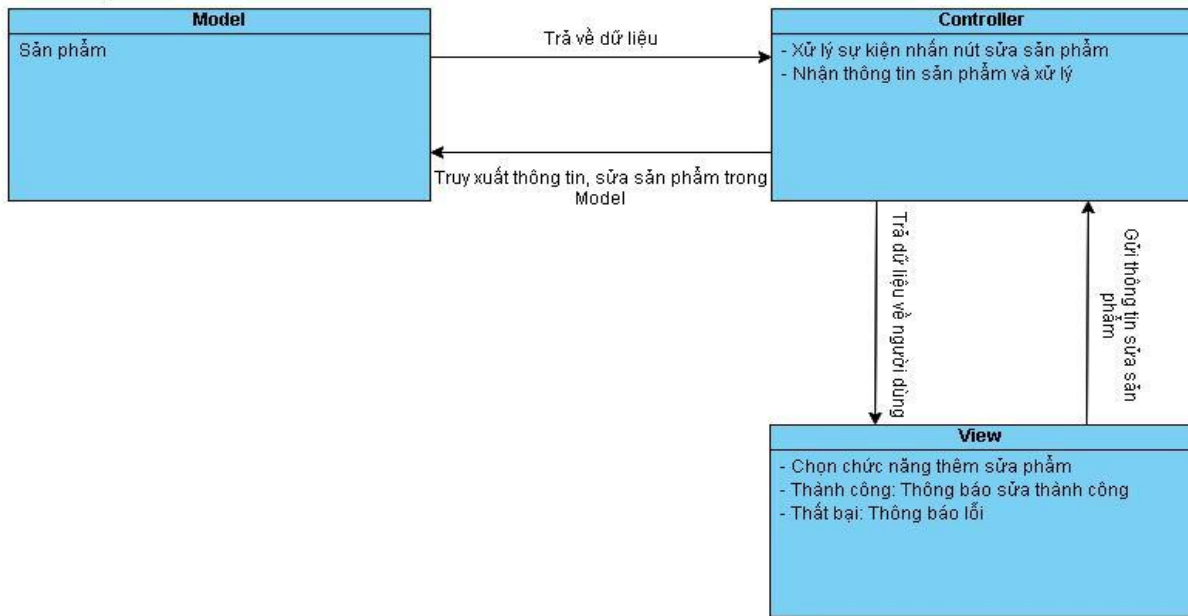 Model
Sản phẩm
Trả về dữ liệu
Controller
- Xử lý sự kiện nhấn nút sửa sản phẩm
- Nhận thông tin sản phẩm và xử lý
Truy xuất thông tin, sửa sản phẩm trong
Model
Trả dữ liệu về người dùng
Gửi thông tin sửa sản
phẩm
View
- Chọn chức năng thêm sửa phẩm
- Thành công: Thông báo sửa thành công
- Thất bại: Thông báo lỗi